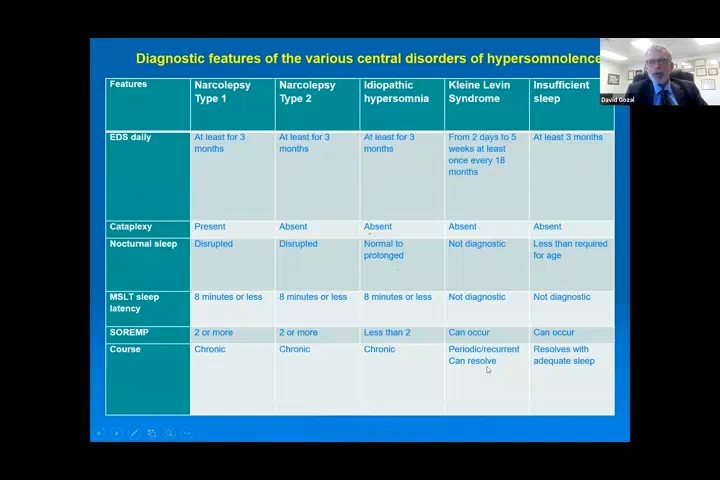 Diagnostic features of the various central disorders of hypersomnolence
David Gozal
Features
Narcolepsy
Type 1
Narcolepsy
Type 2
Idiopathic
hypersomnia
Kleine Levin
Syndrome
Insufficient
sleep
EDS daily
At least for 3
months
At least for 3
months
At least for 3
months
From 2 days to 5
weeks at least
once every 18
months
At least 3 months
Cataplexy
Present
Absent
Absent
Absent
Absent
Nocturnal sleep
Disrupted
Disrupted
Normal to
prolonged
Not diagnostic
Less than required
for age
MSLT sleep
latency
8 minutes or less
8 minutes or less
8 minutes or less
Not diagnostic
Not diagnostic
SOREMP
2 or more
2 or more
Less than 2
Can occur
Can occur
Course
Chronic
Chronic
Chronic
Periodic/recurrent
Can resolve
Resolves with
adequate sleep